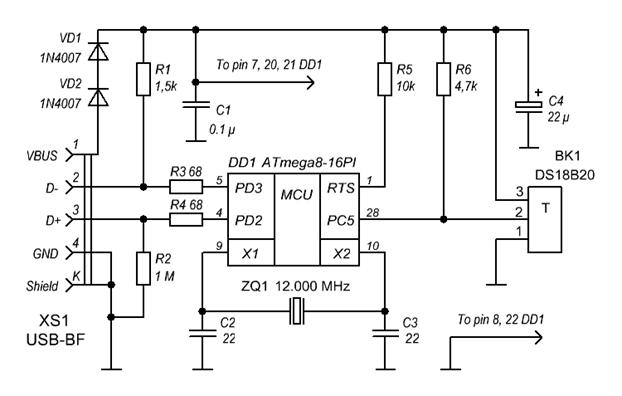 VD1
1N4007
VD2
1N4007
R1
1,5k
To pin 7, 20, 21 DD1
C1
0.1 µ
R5
10k
R6
4,7k
+
C4
22 µ
VBUS 1
D- 2
D+ 3
GND 4
Shield K
XS1
USB-BF
R3 68
R4 68
R2
1 M
DD1 ATmega8-16PI
5 PD3 MCU RTS 1
4 PD2 PC5 28
9 X1 X2 10
ZQ1 12.000 MHz
C2
22
C3
22
BK1
DS18B20
3
2 T
1
To pin 8, 22 DD1